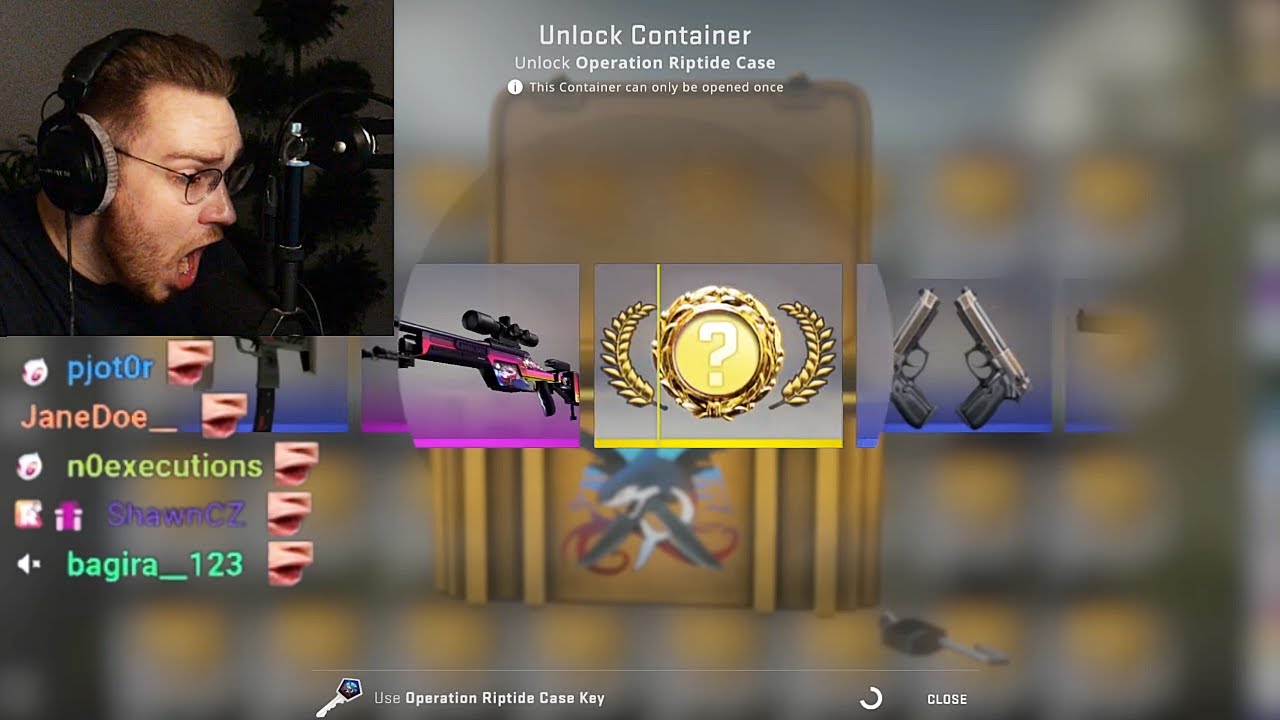 Unlock Container
Unlock Operation Riptide Case
i This Container can only be opened once
?
pjot0r
JaneDoe__
n0executions
ShawnCZ
bagira__123
Use Operation Riptide Case Key
CLOSE